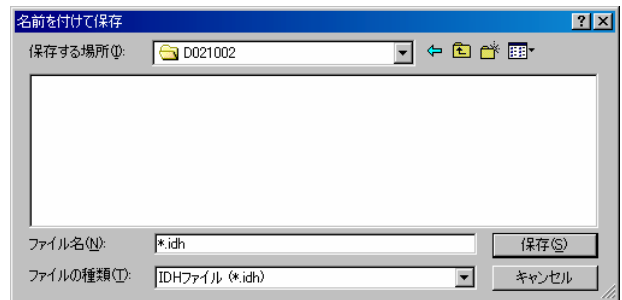 名前を付けて保存
保存する場所(I): D021002
ファイル名(N): *.idh 保存(S)
ファイルの種類(T): IDHファイル (*.idh) キャンセル